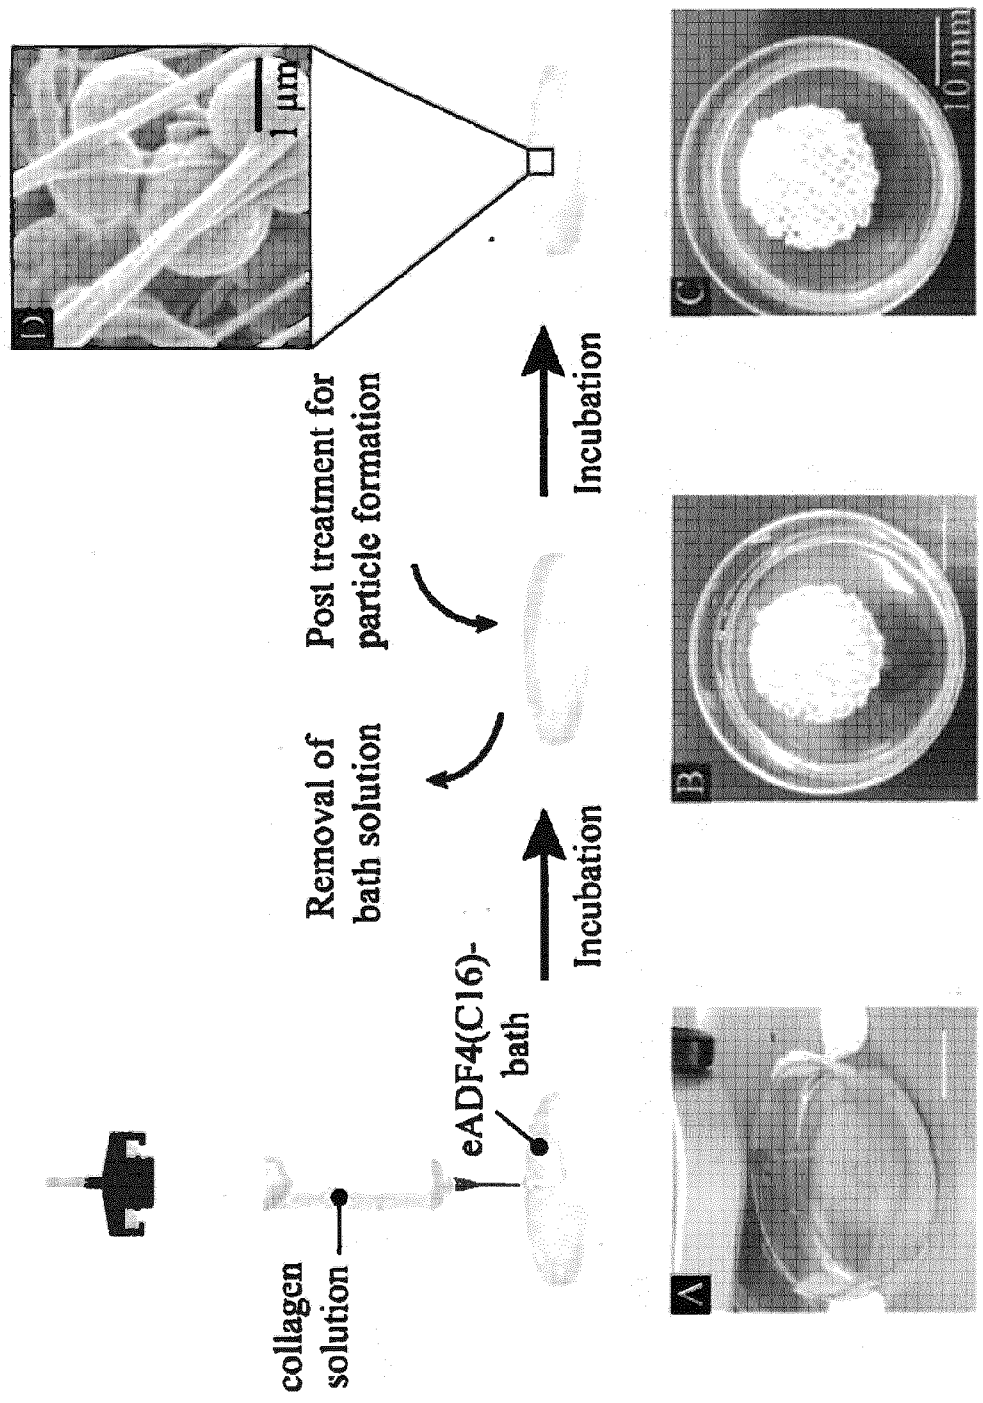 collagen
solution
eADF4(C16)-
bath
Incubation
Removal of
bath solution
Post treatment for
particle formation
Incubation
D
1 μm
A
B
C
10 mm